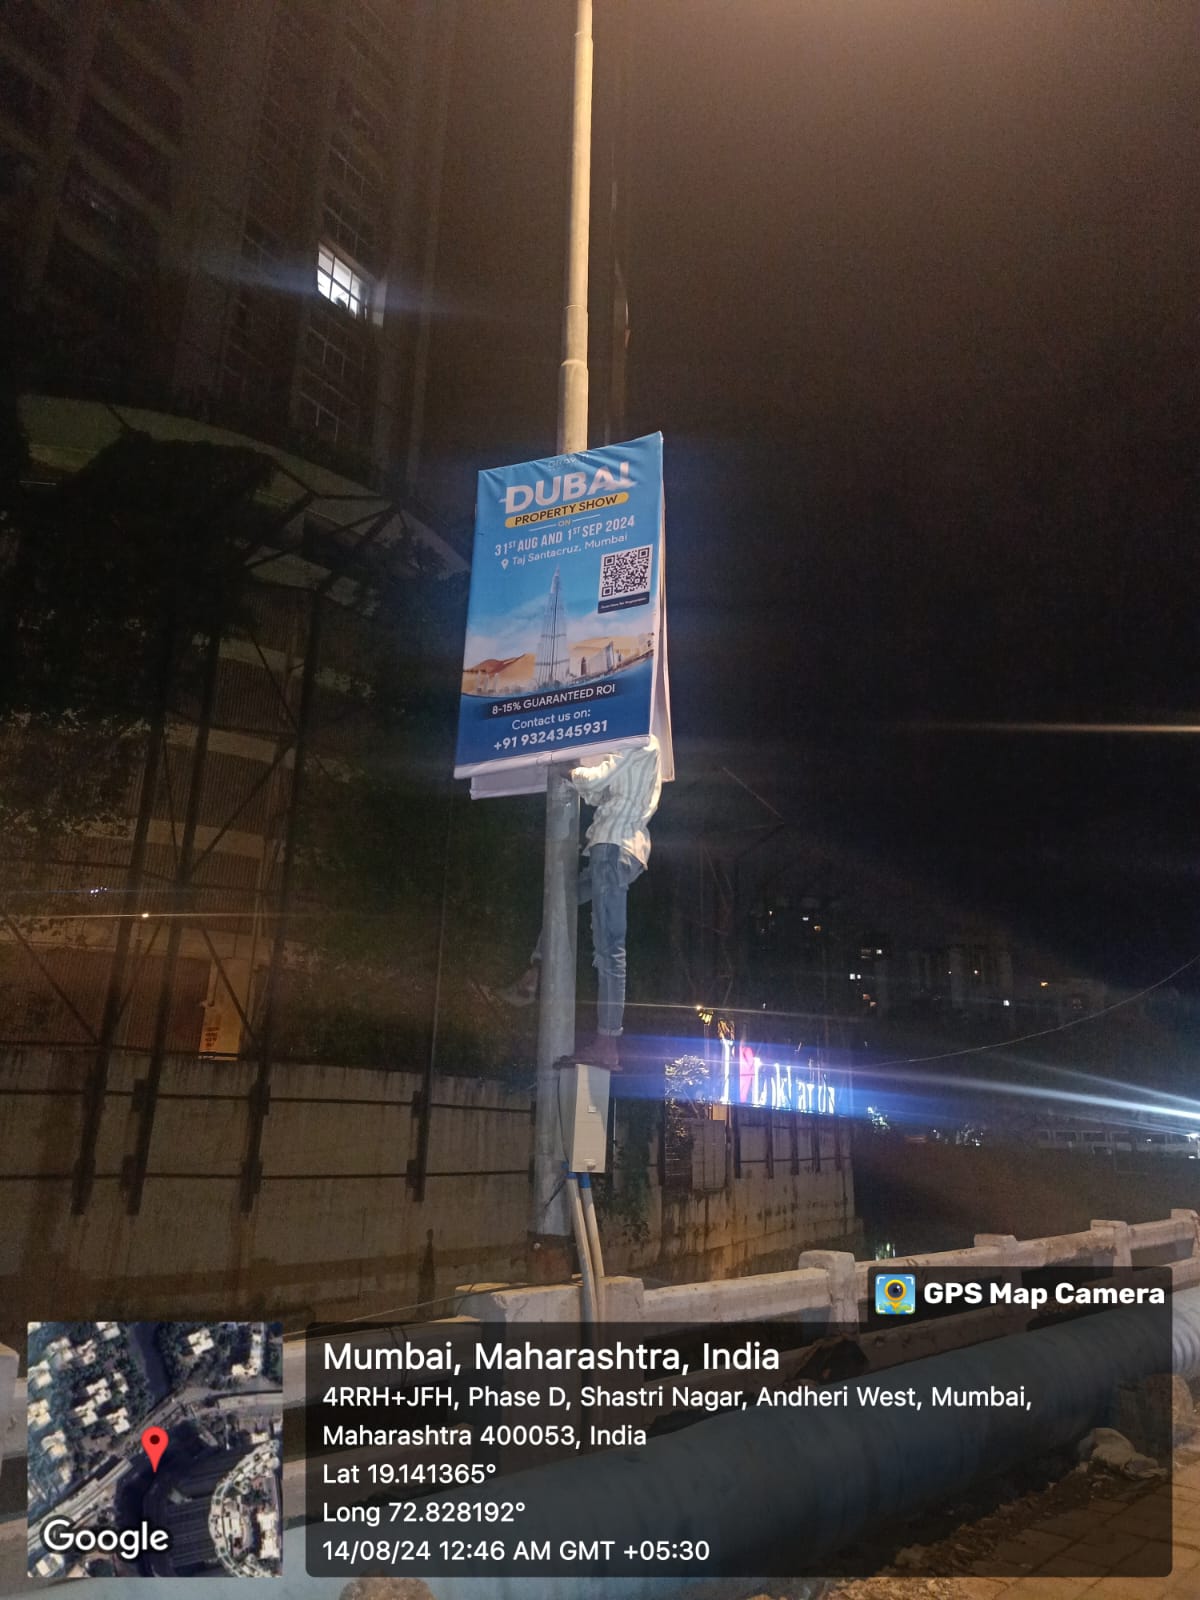 DUBAI
PROPERTY SHOW
ON
31ST AUG AND 1ST SEP 2024
Taj Santacruz, Mumbai
8-15% GUARANTEED ROI
Contact us on:
+91 9324345931
GPS Map Camera
Mumbai, Maharashtra, India
4RRH+JFH, Phase D, Shastri Nagar, Andheri West, Mumbai,
Maharashtra 400053, India
Lat 19.141365°
Long 72.828192°
14/08/24 12:46 AM GMT +05:30
Google